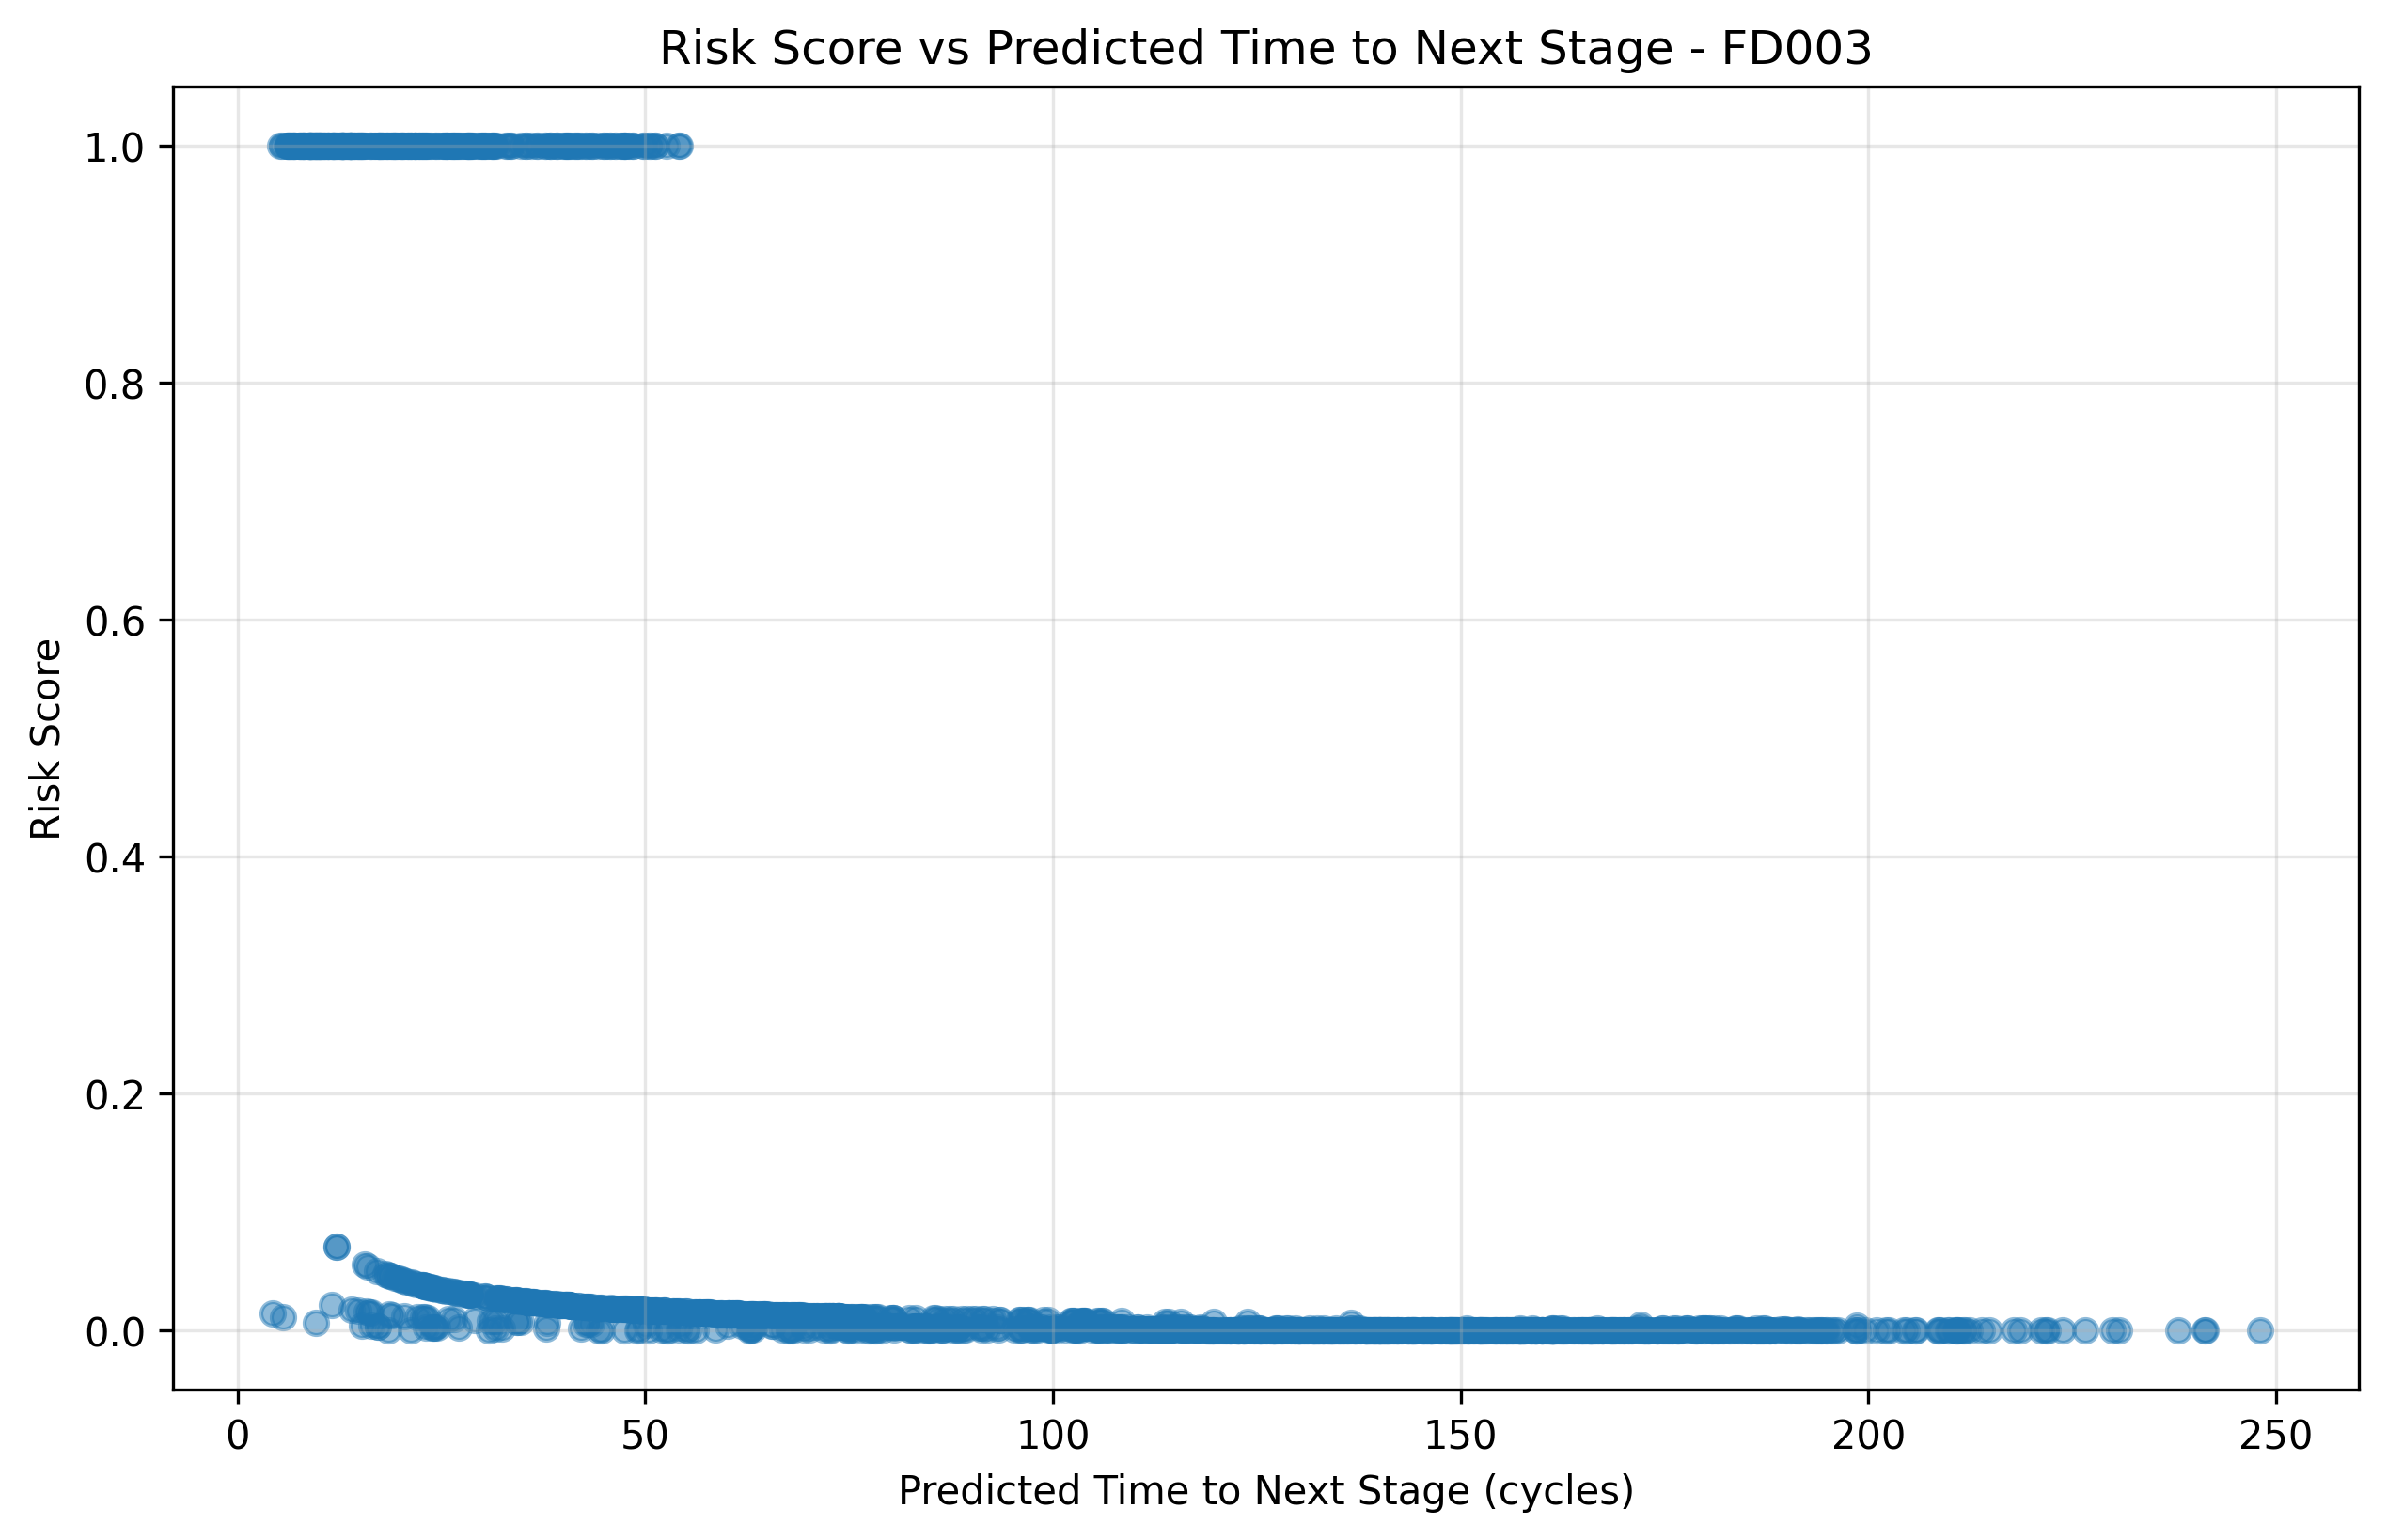 Risk Score vs Predicted Time to Next Stage - FD003
1.0
0.8
0.6
0.4
0.2
0.0
Risk Score
0 50 100 150 200 250
Predicted Time to Next Stage (cycles)